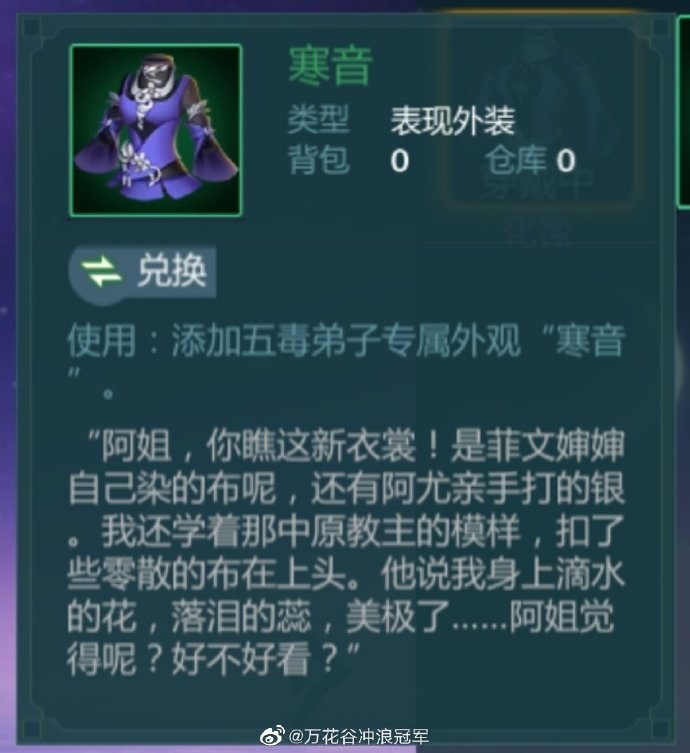 寒音
类型 表现外装
背包 0 仓库 0
穿戴中
兑换
使用：添加五毒弟子专属外观“寒音
”。
“阿姐，你瞧这新衣裳！是菲文婶婶
自己染的布呢，还有阿尤亲手打的银
。我还学着那中原教主的模样，扣了
些零散的布在上头。他说我身上滴水
的花，落泪的蕊，美极了......阿姐觉
得呢？好不好看？”
@万花谷冲浪冠军